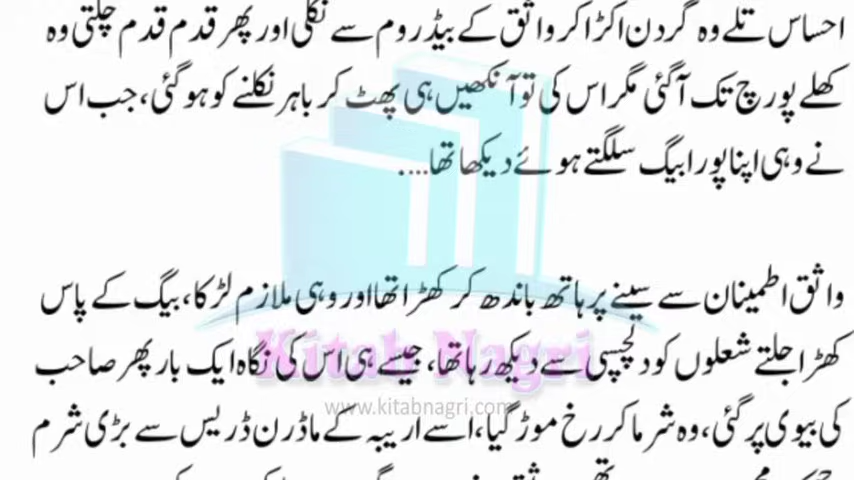 احساس تلے وہ گردن اکڑا کر واثق کے بیڈ روم سے نکلی اور پھر قدم قدم چلتی وہ
کھلے پورچ تک آگئی مگر اس کی تو آنکھیں ہی پھٹ کر باہر نکلنے کو ہو گئی، جب اس
نے وہی اپنا پورا بیگ سلگتے ہوئے دیکھا تھا....
واثق اطمینان سے سینے پر ہاتھ باندھ کر کھڑا تھا اور وہی ملازم لڑکا، بیگ کے پاس
کھڑا جلتے شعلوں کو دلچسپی سے دیکھ رہا تھا، جیسے ہی اس کی نگاہ ایک بار پھر صاحب
Kitab Nagri
www.kitabnagri.com
کی بیوی پر گئی، وہ شرما کر رخ موڑ گیا، اسے اریبہ کے ماڈرن ڈریس سے بڑی شرم